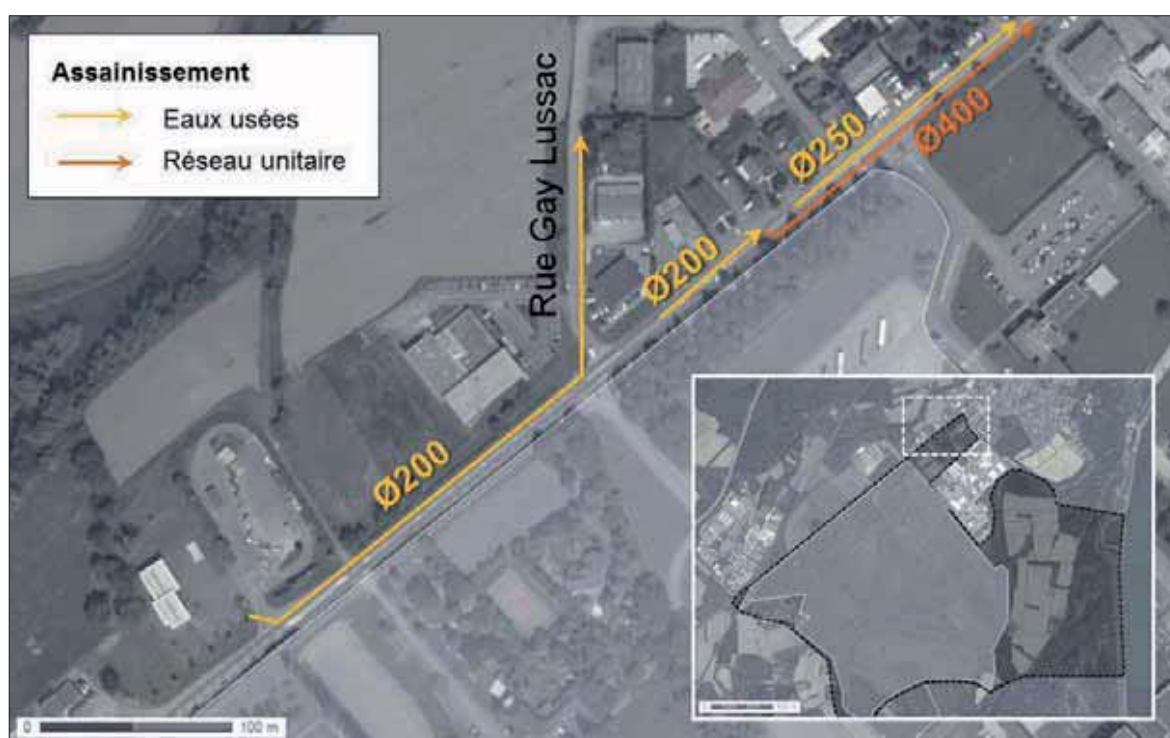 Assainissement
Eaux usées
Réseau unitaire
Rue Gay Lussac
Ø250
Ø400
Ø200
Ø200
0 100 m